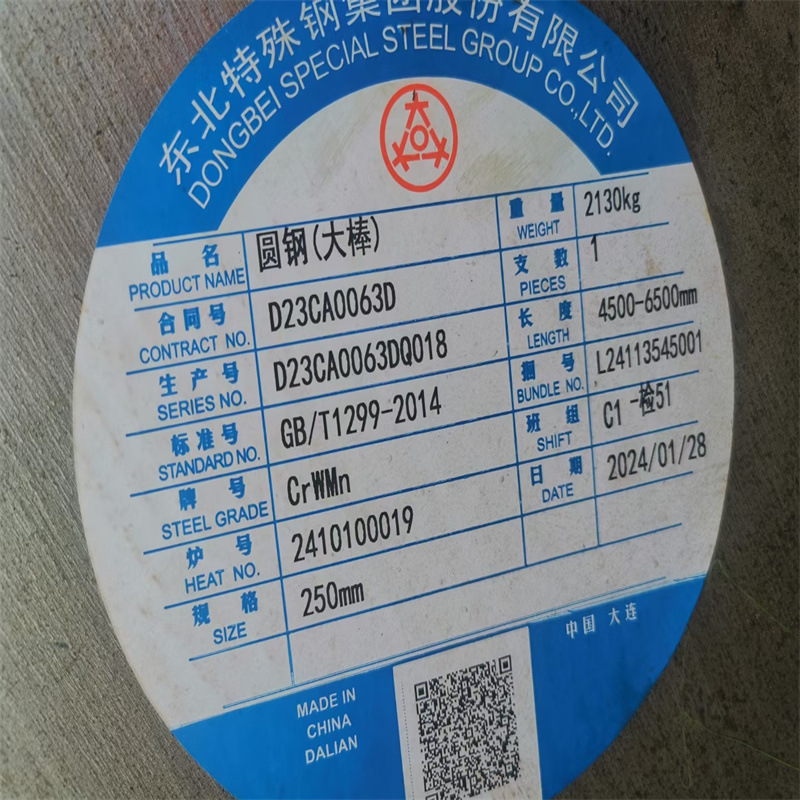 东北特殊钢集团股份有限公司
DONGBEI SPECIAL STEEL GROUP CO.,LTD.
品 名 圆钢(大棒) 重 量 2130kg
PRODUCT NAME WEIGHT
合同号 D23CA0063D 支 数 1
CONTRACT NO. PIECES
生产号 D23CA0063DQ018 长 度 4500-6500mm
SERIES NO. LENGTH
标准号 GB/T1299-2014 捆 号 L24113545001
STANDARD NO. BUNDLE NO.
牌 号 CrWMn 班 组 C1 -检51
STEEL GRADE SHIFT
炉 号 2410100019 日 期 2024/01/28
HEAT NO. DATE
规 格 250mm
SIZE
中国 大连
MADE IN
CHINA
DALIAN